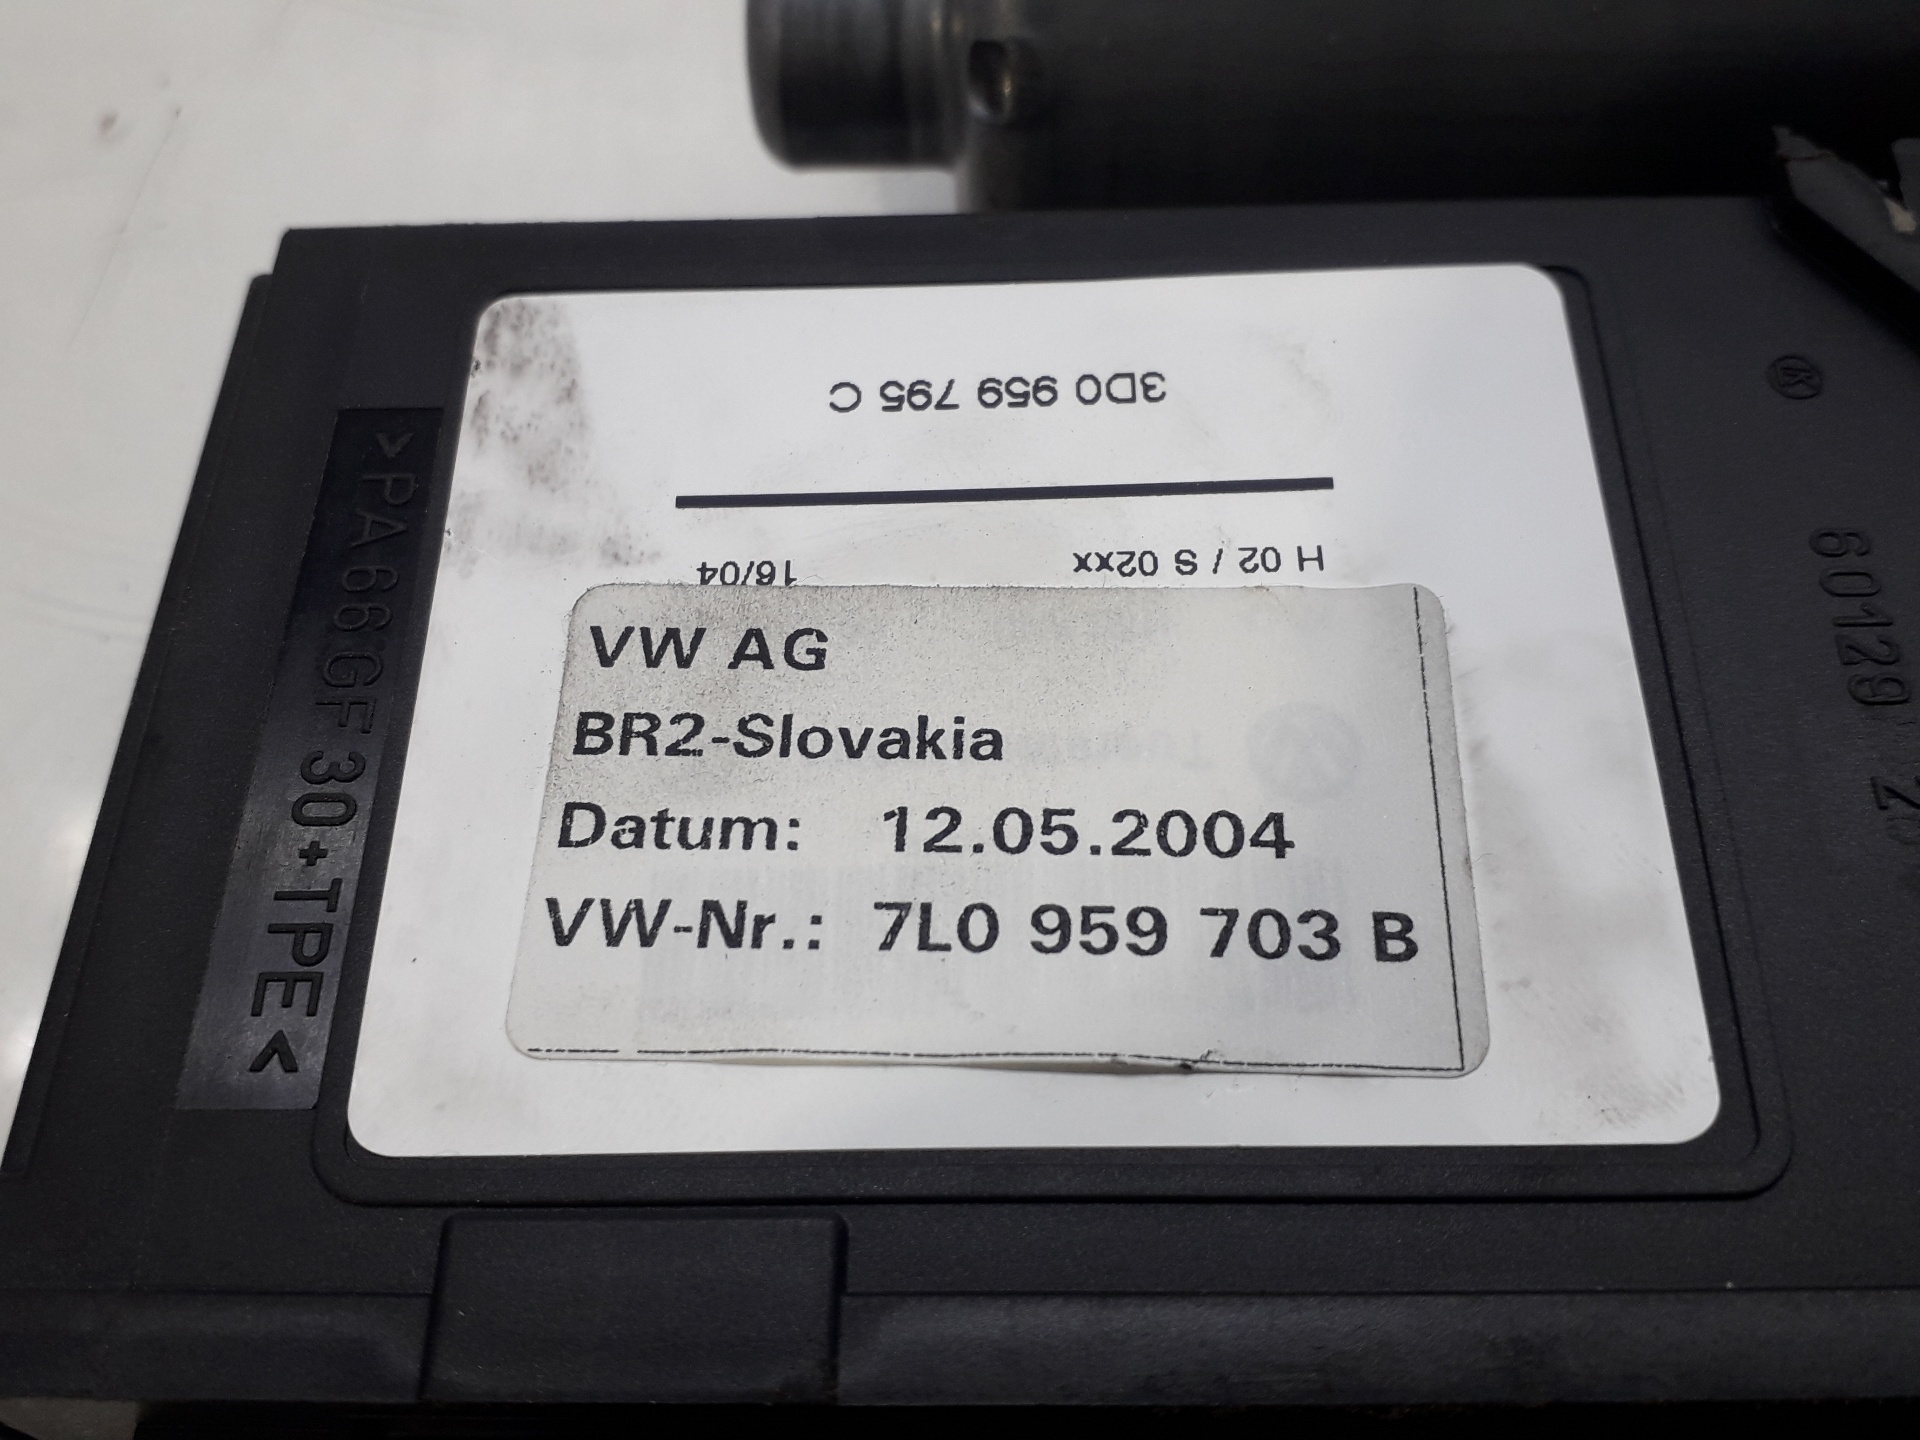 3D0 959 795 C
H 02 / S 02xx 16/04
VW AG
BR2-Slovakia
Datum: 12.05.2004
VW-Nr.: 7L0 959 703 B
>PA 66 GF 30+TPE<
60129